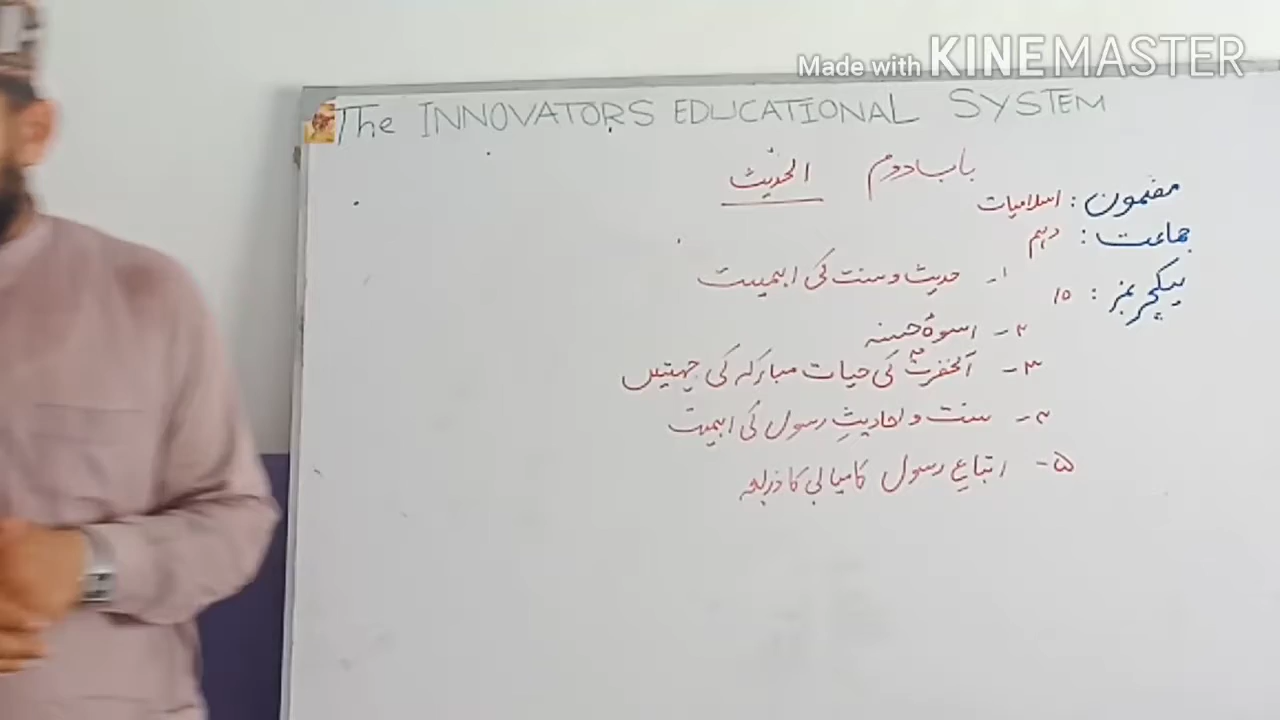 Made with KINEMASTER
The INNOVATORS EDUCATIONAL SYSTEM
باب دوم الحدیث
مضمون : اسلامیات
جماعت : دہم
لیکچر نمبر : ۱۵
۱- حدیث و سنت کی اہمیت
۲- اسوۂ حسنہ
۳- آنحضرتؐ کی حیات مبارکہ کی جہتیں
۴- سنت و احادیثِ رسول کی اہمیت
۵- اتباعِ رسول کامیابی کا ذریعہ